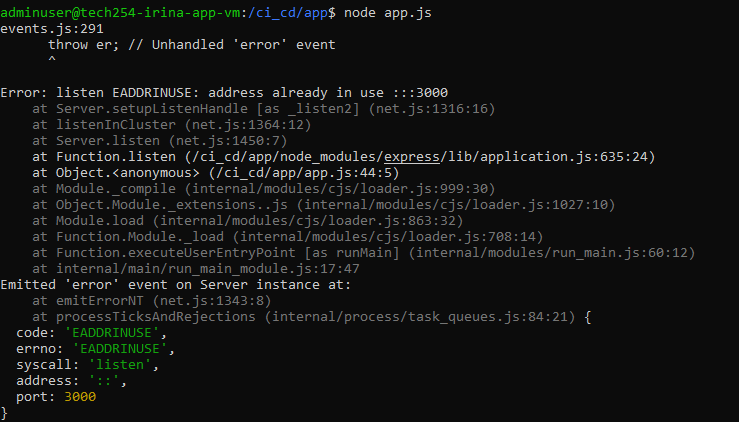 adminuser@tech254-irina-app-vm:/ci_cd/app$ node app.js
events.js:291
      throw er; // Unhandled 'error' event
      ^

Error: listen EADDRINUSE: address already in use :::3000
    at Server.setupListenHandle [as _listen2] (net.js:1316:16)
    at listenInCluster (net.js:1364:12)
    at Server.listen (net.js:1450:7)
    at Function.listen (/ci_cd/app/node_modules/express/lib/application.js:635:24)
    at Object.<anonymous> (/ci_cd/app/app.js:44:5)
    at Module._compile (internal/modules/cjs/loader.js:999:30)
    at Object.Module._extensions..js (internal/modules/cjs/loader.js:1027:10)
    at Module.load (internal/modules/cjs/loader.js:863:32)
    at Function.Module._load (internal/modules/cjs/loader.js:708:14)
    at Function.executeUserEntryPoint [as runMain] (internal/modules/run_main.js:60:12)
    at internal/main/run_main_module.js:17:47
Emitted 'error' event on Server instance at:
    at emitErrorNT (net.js:1343:8)
    at processTicksAndRejections (internal/process/task_queues.js:84:21) {
  code: 'EADDRINUSE',
  errno: 'EADDRINUSE',
  syscall: 'listen',
  address: '::',
  port: 3000
}